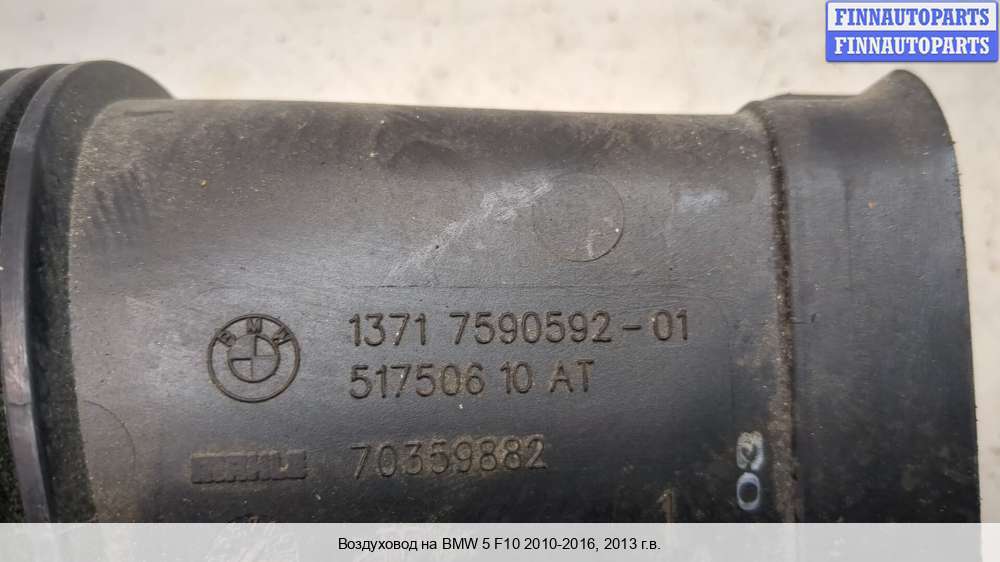 FINNAUTOPARTS
FINNAUTOPARTS
BMW
1371 7590592-01
517506 10 AT
MAHLE
70359882
1
Воздуховод на BMW 5 F10 2010-2016, 2013 г.в.